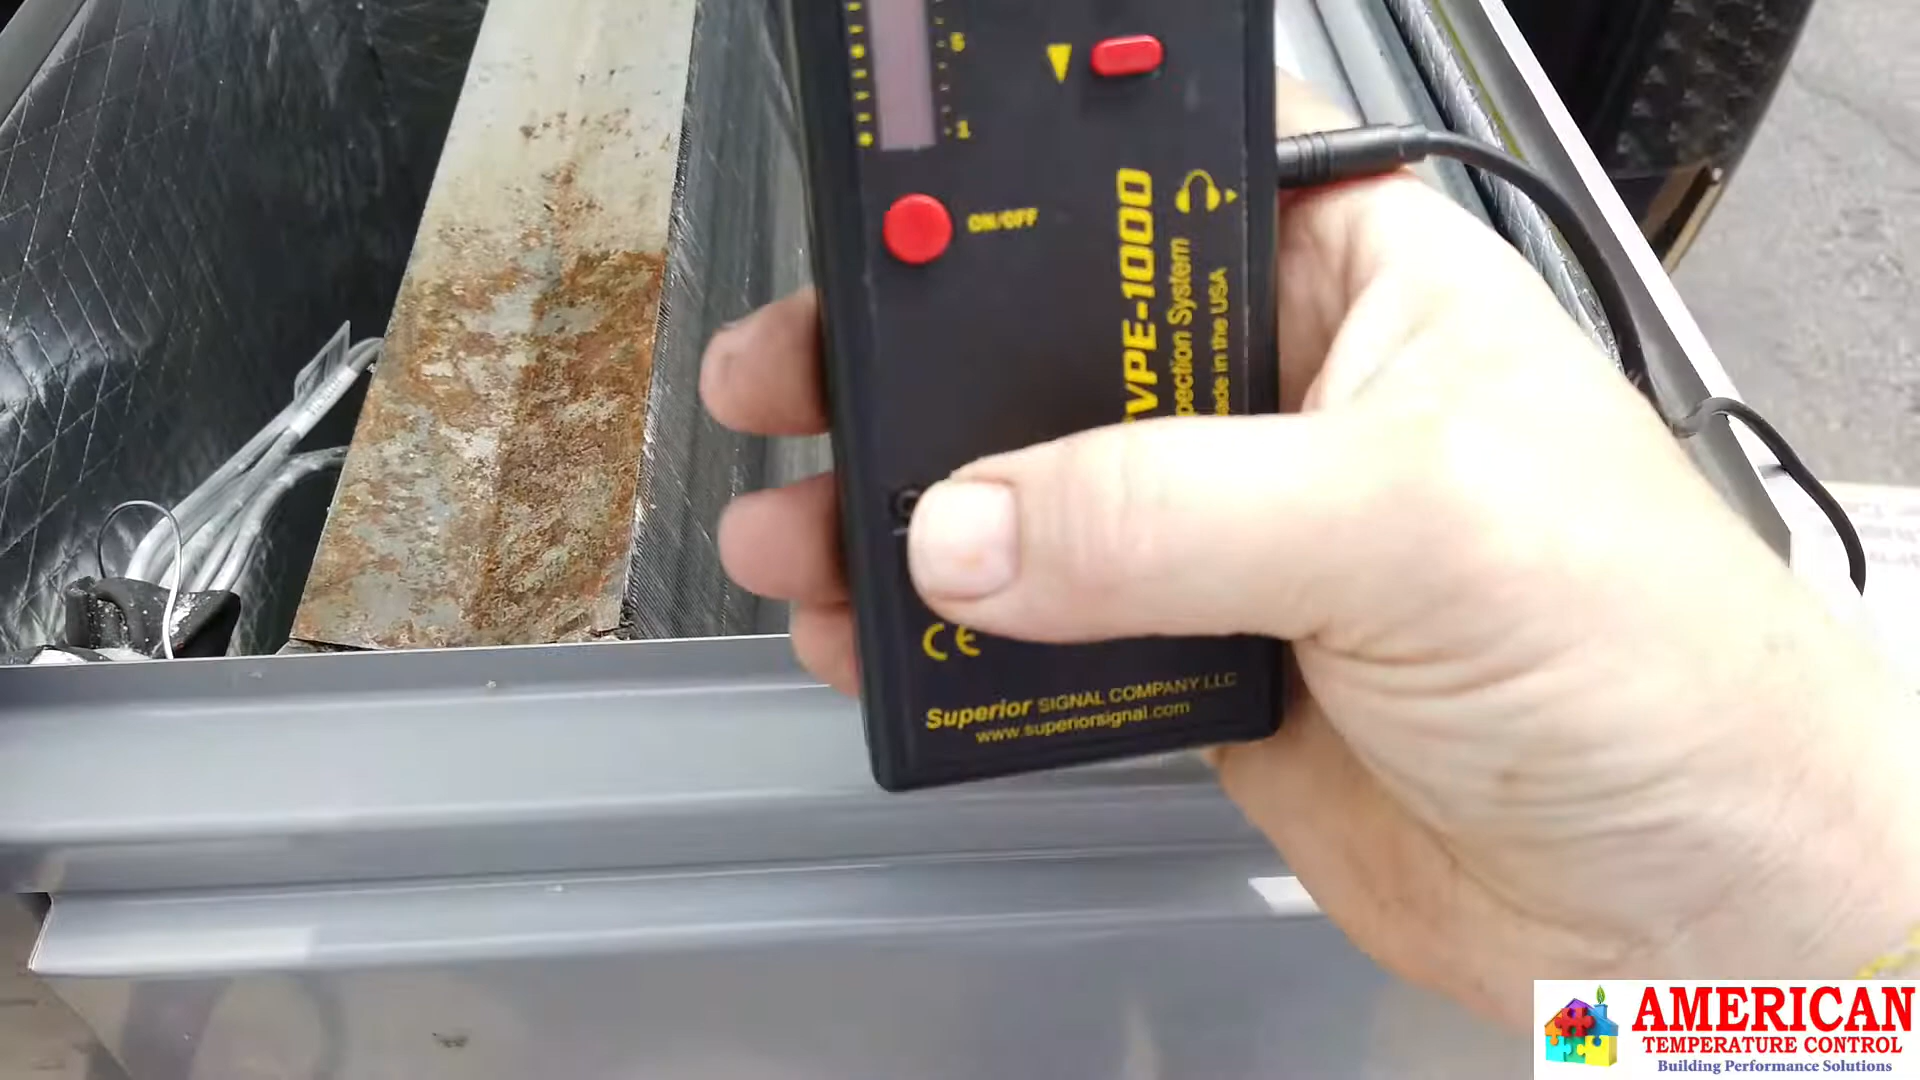 5
1
ON/OFF
VPE-1000
pection System
ade in the USA
CE
Superior SIGNAL COMPANY LLC
www.superiorsignal.com
AMERICAN
TEMPERATURE CONTROL
Building Performance Solutions